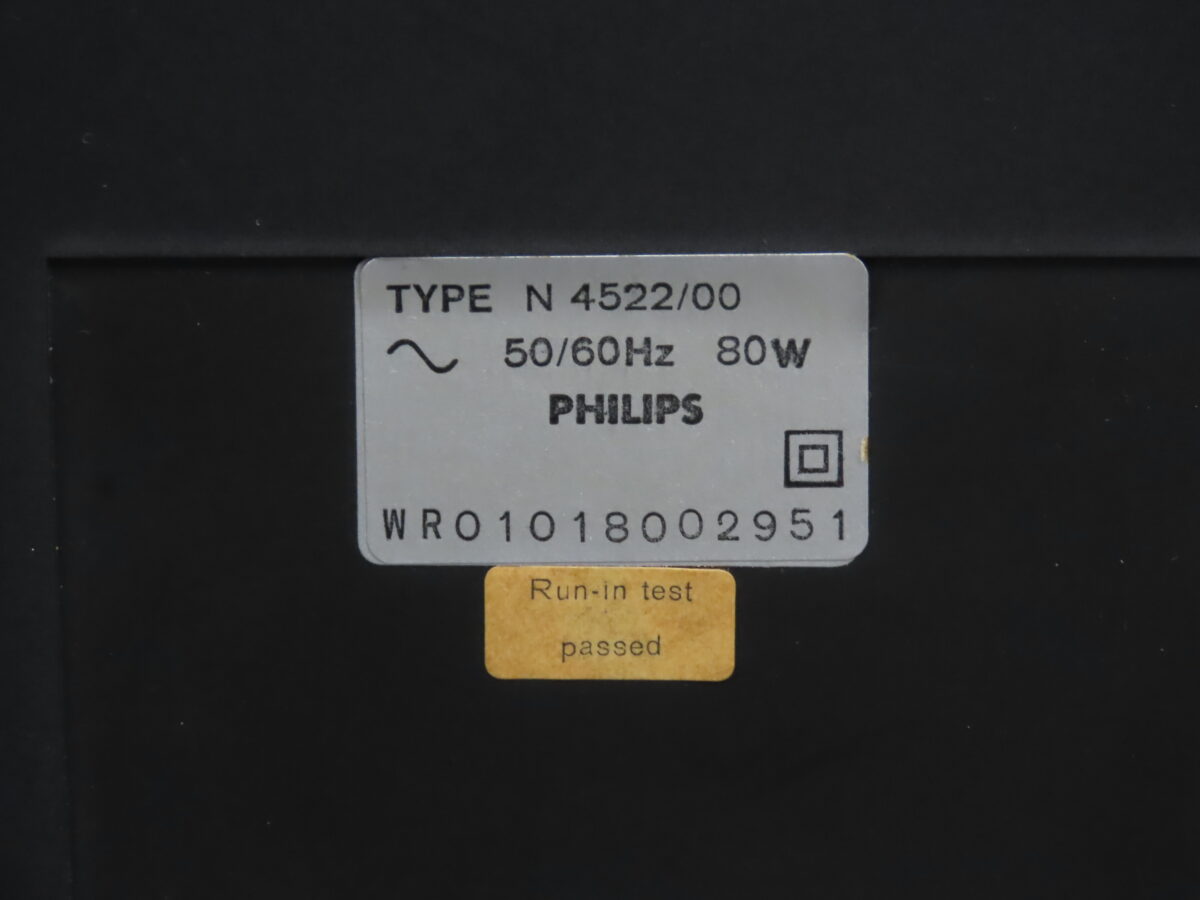 TYPE N 4522/00
50/60Hz 80W
PHILIPS
WR01018002951
Run-in test
passed